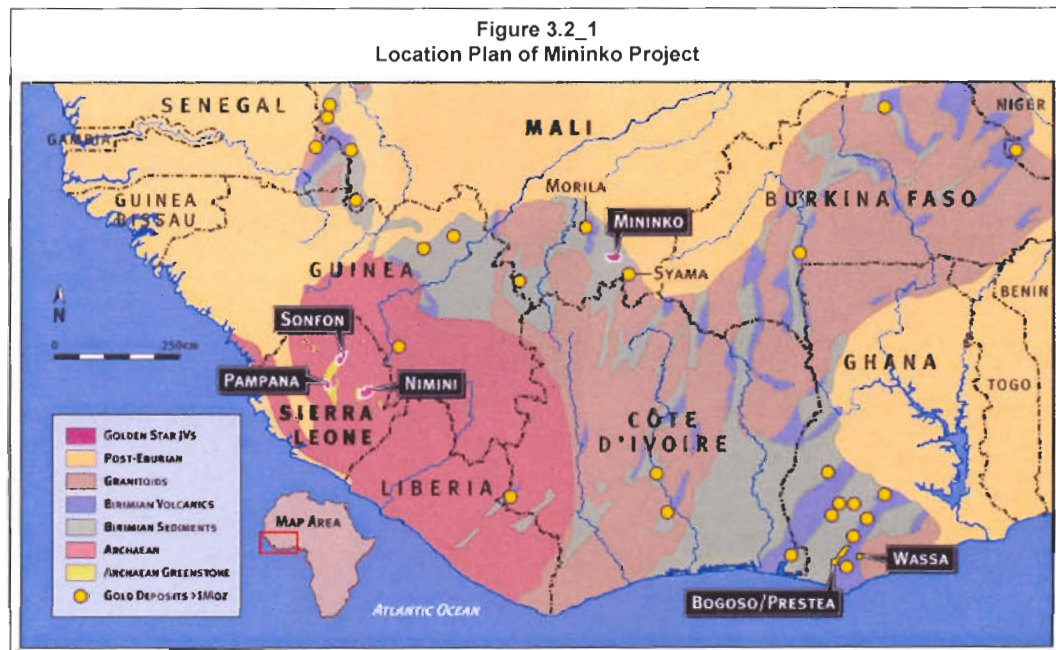 Figure 3.2_1
Location Plan of Mininko Project
SENEGAL
GAMBIA
MALI
NIGER
GUINEA
BISSAU
MORILA
MININKO
BURKINA FASO
SYAMA
GUINEA
BENIN
N
SONFON
0 250km
GHANA
PAMPANA
NIMINI
TOGO
SIERRA
LEONE
CÔTE
D'IVOIRE
LIBERIA
GOLDEN STAR JVS
POST-EBURIAN
GRANITOIDS
BIRIMIAN VOLCANICS
BIRIMIAN SEDIMENTS
ARCHAEAN
ARCHAEAN GREENSTONE
GOLD DEPOSITS >1MOZ
MAP AREA
WASSA
BOGOSO/PRESTEA
ATLANTIC OCEAN